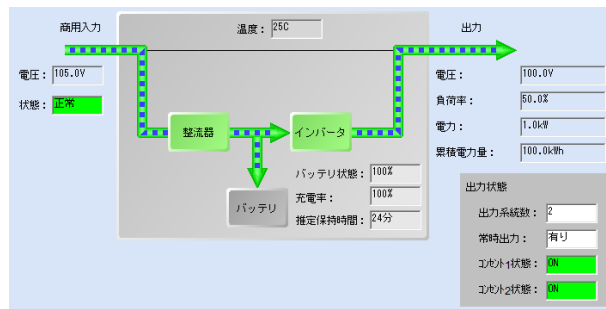 商用入力
温度： 25C
出力
電圧： 105.0V
状態： 正常
整流器
インバータ
バッテリ
バッテリ状態： 100%
充電率： 100%
推定保持時間： 24分
電圧： 100.0V
負荷率： 50.0%
電力： 1.0kW
累積電力量： 100.0kWh
出力状態
出力系統数： 2
常時出力： 有り
ｺﾝｾﾝﾄ1状態： ON
ｺﾝｾﾝﾄ2状態： ON